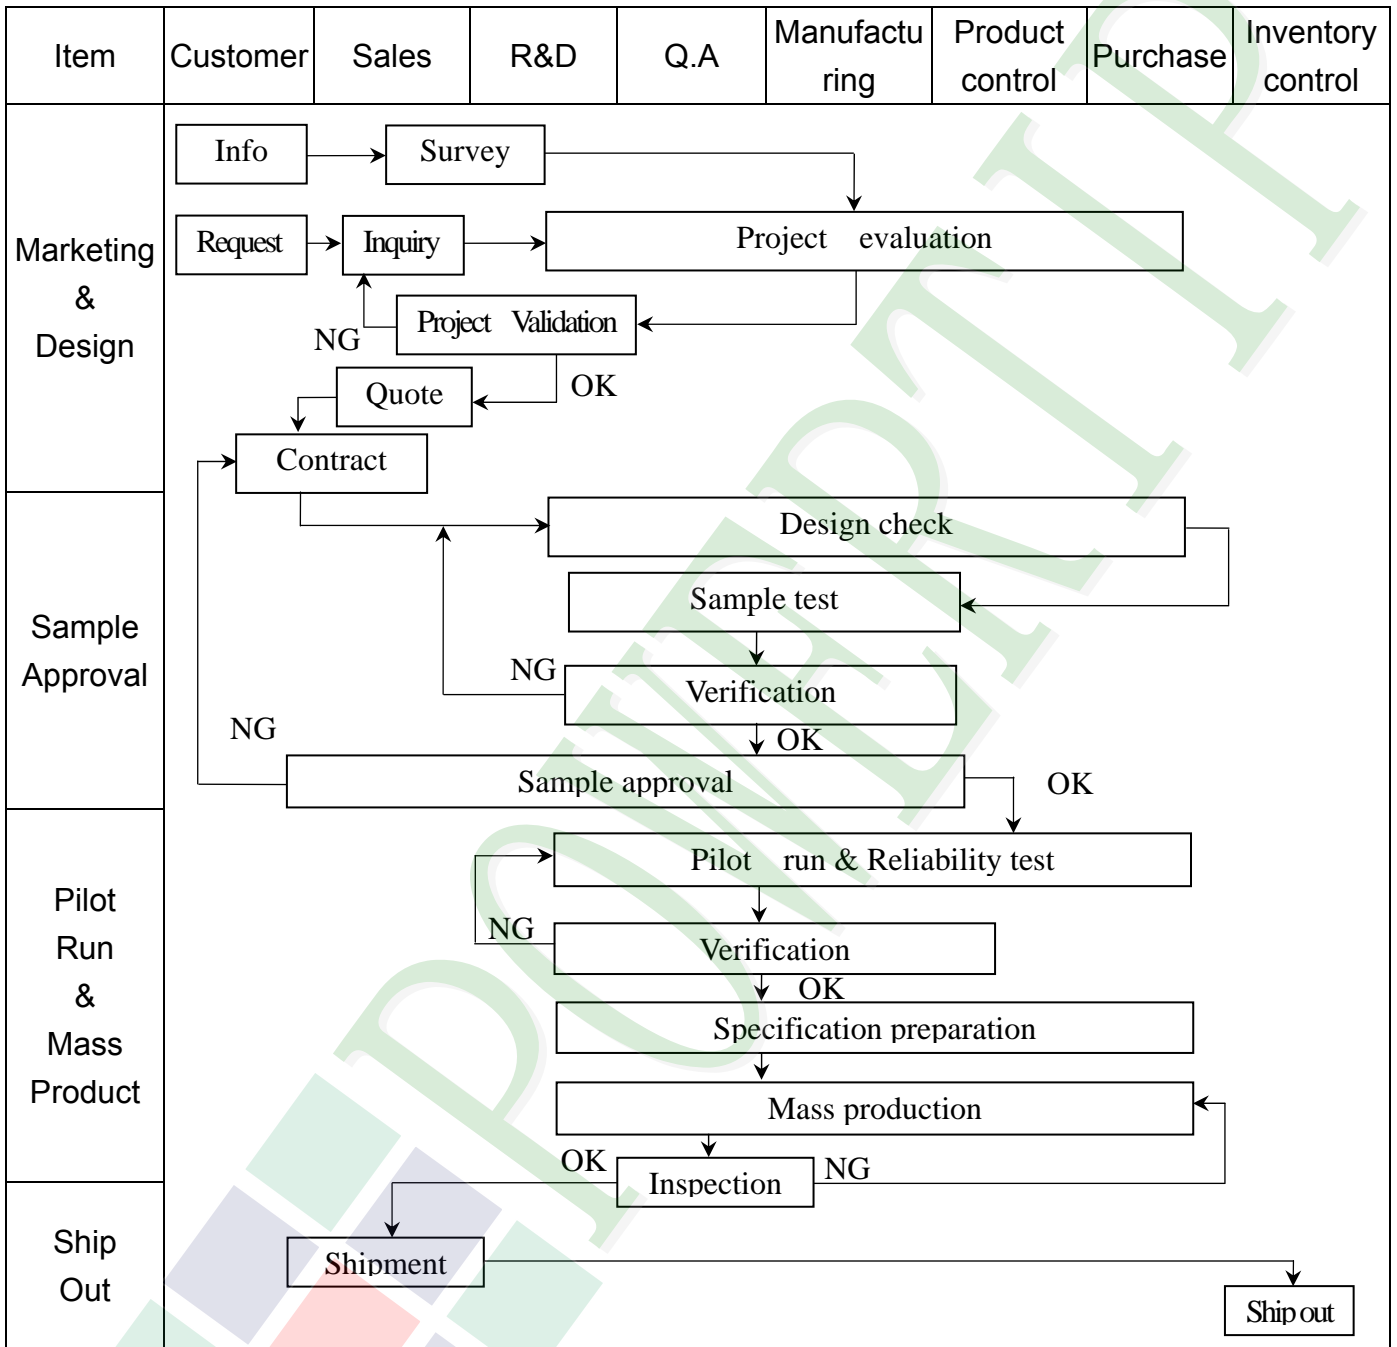 Item
Customer
Sales
R&D
Q.A
Manufactu
ring
Product
control
Purchase
Inventory
control
Marketing
&
Design
Info
Survey
Request
Inquiry
Project evaluation
NG
Project Validation
Quote
OK
Contract
Sample
Approval
Design check
Sample test
NG
Verification
NG
OK
Sample approval
OK
Pilot
Run
&
Mass
Product
Pilot run & Reliability test
NG
Verification
OK
Specification preparation
Mass production
OK
Inspection
NG
Ship
Out
Shipment
Ship out
POWERTIP